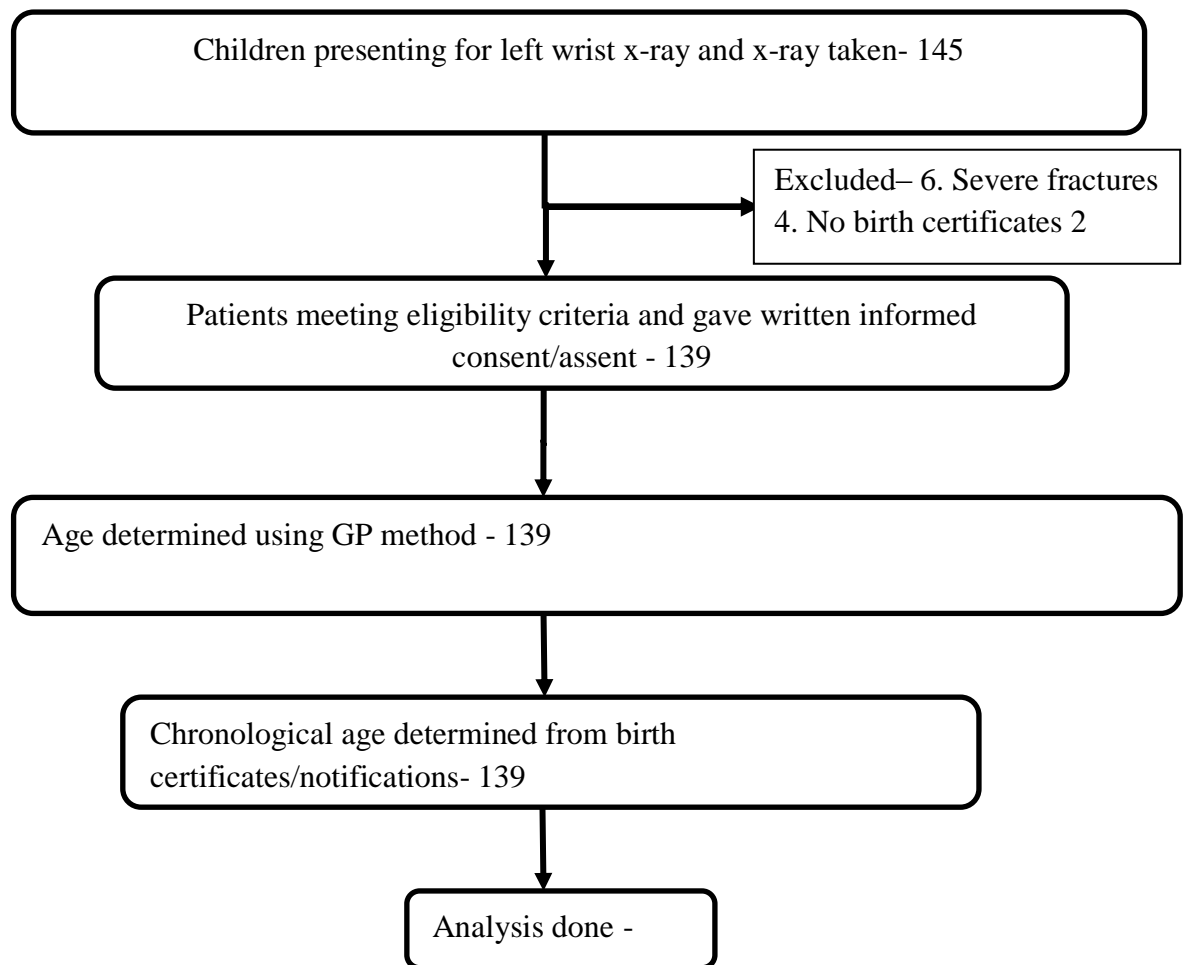 Children presenting for left wrist x-ray and x-ray taken- 145
Excluded– 6. Severe fractures
4. No birth certificates 2
Patients meeting eligibility criteria and gave written informed
consent/assent - 139
Age determined using GP method - 139
Chronological age determined from birth
certificates/notifications- 139
Analysis done -